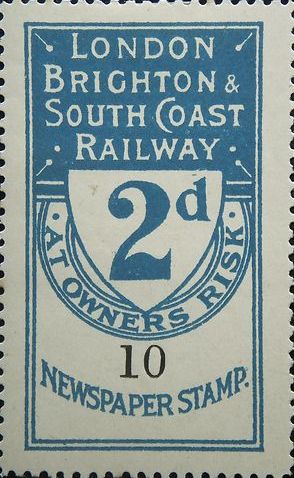 LONDON
BRIGHTON &
SOUTH COAST
· RAILWAY ·
2d
· AT OWNERS RISK ·
10
NEWSPAPER STAMP.